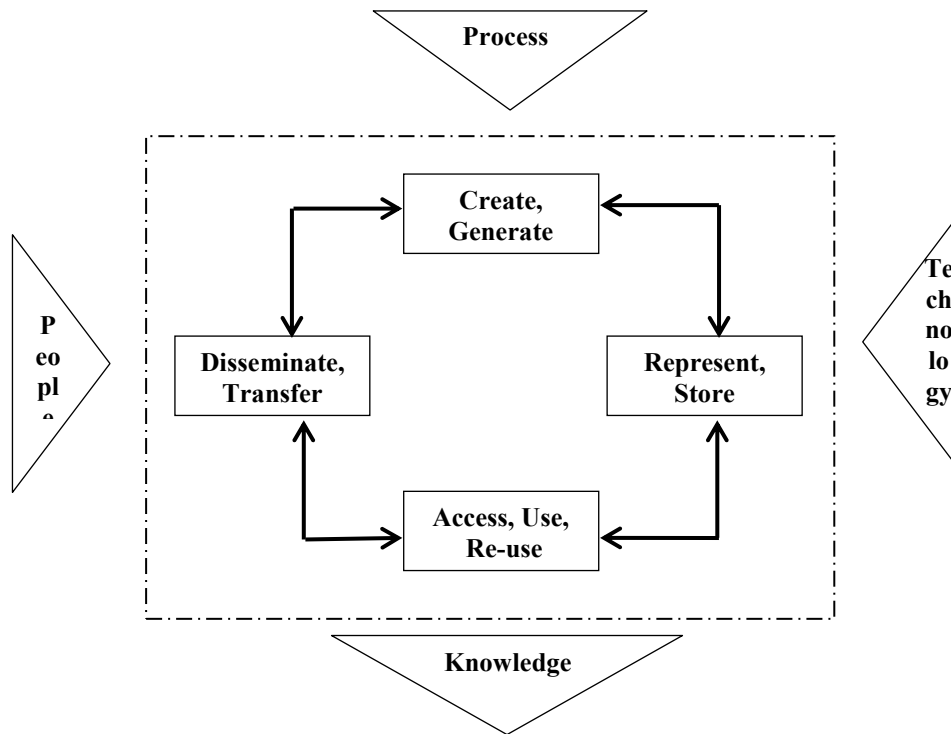 Process
Create,
Generate
P
eo
pl
e
Te
ch
no
lo
gy
Disseminate,
Transfer
Represent,
Store
Access, Use,
Re-use
Knowledge